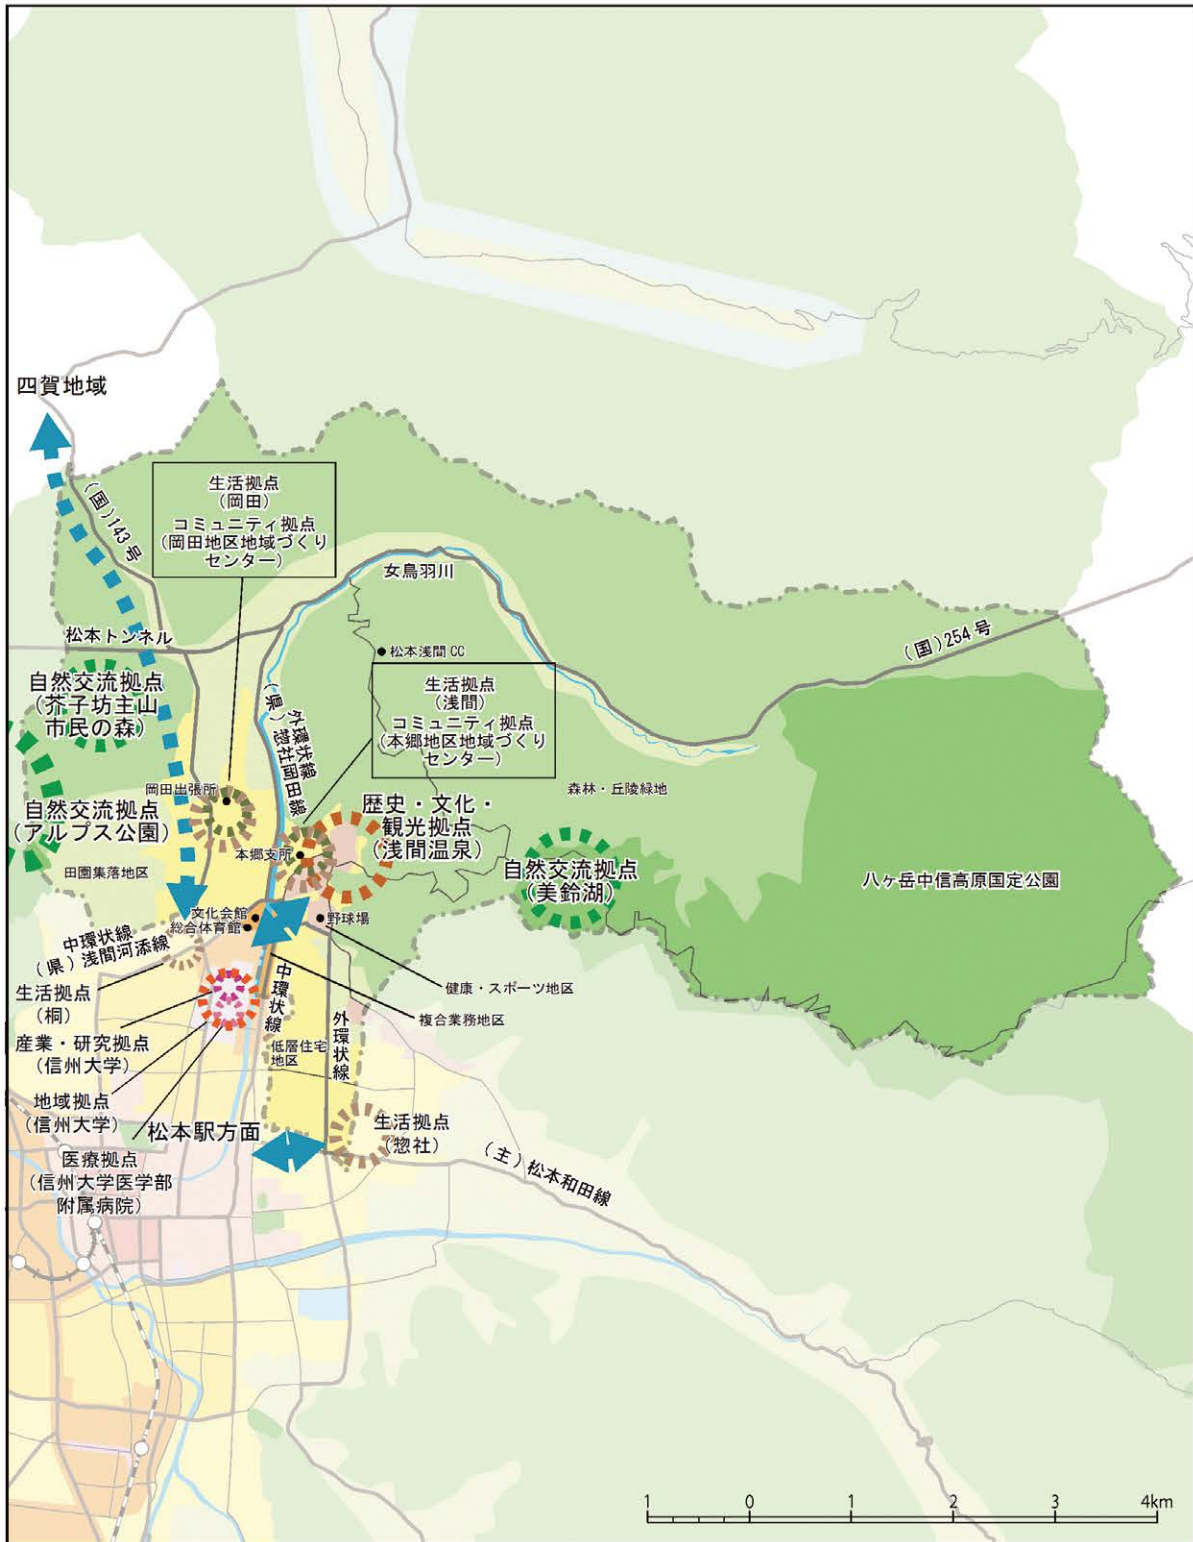 四賀地域
(国)143号
生活拠点
(岡田)
コミュニティ拠点
(岡田地区地域づくり
センター)
女鳥羽川
(国)254号
松本トンネル
松本浅間CC
自然交流拠点
(芥子坊主山
市民の森)
外環状線
(県)惣社岡田線
生活拠点
(浅間)
コミュニティ拠点
(本郷地区地域づくり
センター)
岡田出張所
森林・丘陵緑地
自然交流拠点
(アルプス公園)
歴史・文化・
観光拠点
(浅間温泉)
本郷支所
田園集落地区
自然交流拠点
(美鈴湖)
八ヶ岳中信高原国定公園
文化会館
総合体育館
野球場
中環状線
(県)浅間河添線
生活拠点
(桐)
健康・スポーツ地区
中環状線
複合業務地区
外環状線
産業・研究拠点
(信州大学)
低層住宅
地区
地域拠点
(信州大学)
松本駅方面
生活拠点
(惣社)
医療拠点
(信州大学医学部
附属病院)
(主)松本和田線
1 0 1 2 3 4km